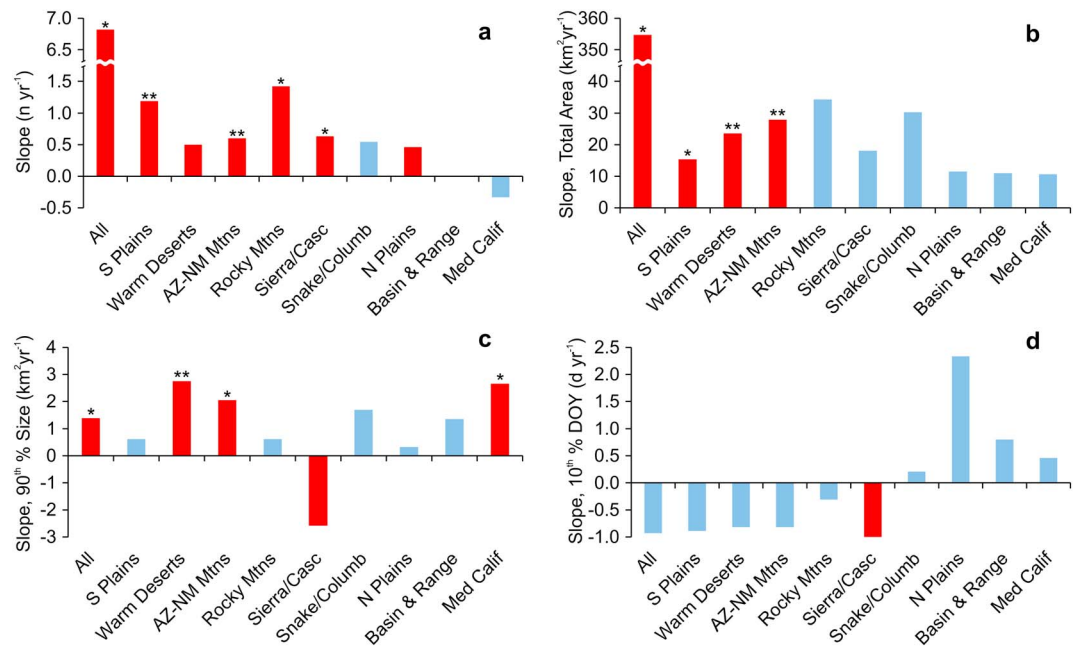 a
Slope (n yr-1)
7.0
6.5
1.5
1.0
0.5
0.0
-0.5
*
**
**
*
*
All
S Plains
Warm Deserts
AZ-NM Mtns
Rocky Mtns
Sierra/Casc
Snake/Columb
N Plains
Basin & Range
Med Calif
b
Slope, Total Area (km2yr-1)
360
350
40
30
20
10
0
*
*
**
**
All
S Plains
Warm Deserts
AZ-NM Mtns
Rocky Mtns
Sierra/Casc
Snake/Columb
N Plains
Basin & Range
Med Calif
c
Slope, 90th % Size (km2yr-1)
4
3
2
1
0
-1
-2
-3
*
**
*
*
All
S Plains
Warm Deserts
AZ-NM Mtns
Rocky Mtns
Sierra/Casc
Snake/Columb
N Plains
Basin & Range
Med Calif
d
Slope, 10th % DOY (d yr-1)
2.5
2.0
1.5
1.0
0.5
0.0
-0.5
-1.0
All
S Plains
Warm Deserts
AZ-NM Mtns
Rocky Mtns
Sierra/Casc
Snake/Columb
N Plains
Basin & Range
Med Calif